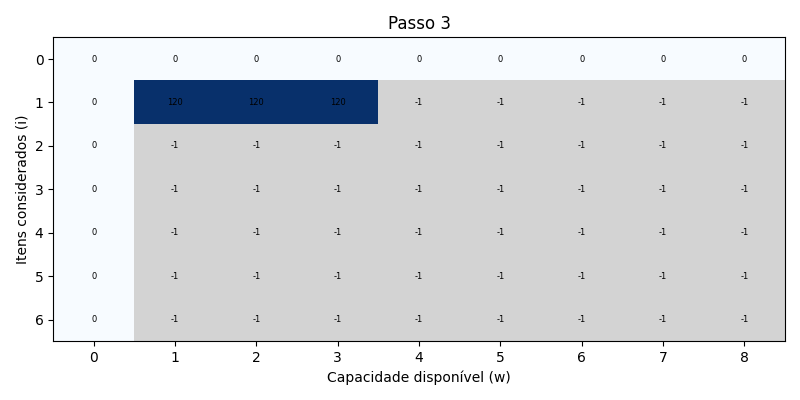 Passo 3
0 0 0 0 0 0 0 0 0 0
1 0 120 120 120 -1 -1 -1 -1 -1
2 0 -1 -1 -1 -1 -1 -1 -1 -1
3 0 -1 -1 -1 -1 -1 -1 -1 -1
4 0 -1 -1 -1 -1 -1 -1 -1 -1
5 0 -1 -1 -1 -1 -1 -1 -1 -1
6 0 -1 -1 -1 -1 -1 -1 -1 -1
0 1 2 3 4 5 6 7 8
Itens considerados (i)
Capacidade disponível (w)